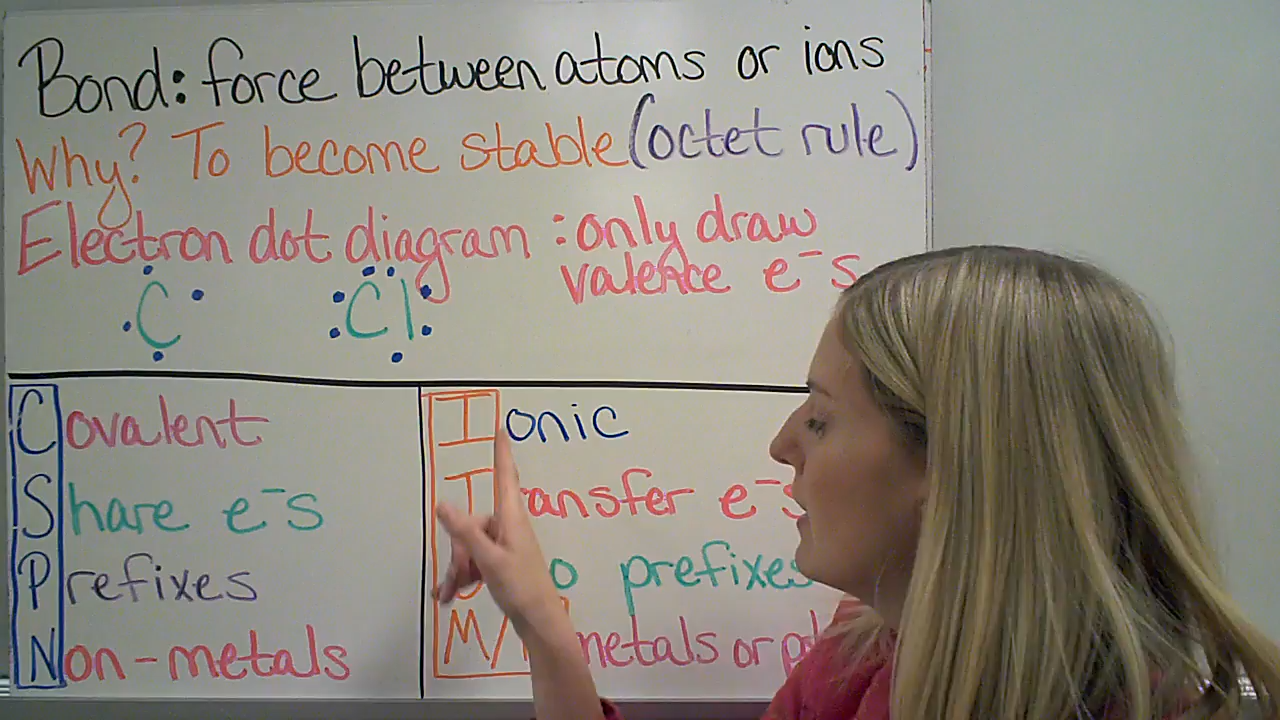 Bond: force between atoms or ions
Why? To become stable (octet rule)
Electron dot diagram : only draw
valence e⁻s
C Cl
Covalent
Share e⁻s
Prefixes
Non-metals
Ionic
Transfer e⁻s
prefixes
M/ metals or